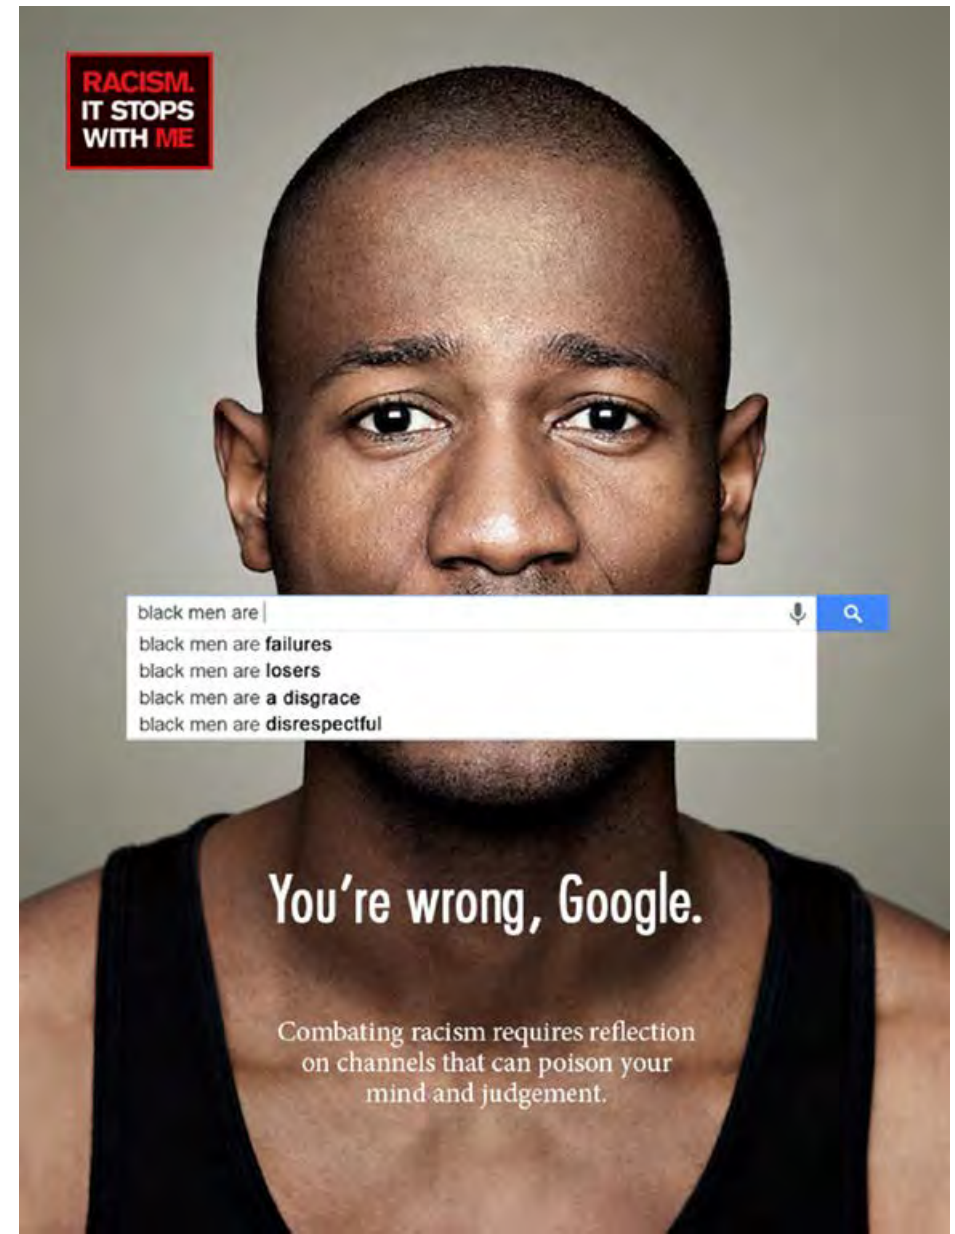 RACISM.
IT STOPS
WITH ME
black men are
black men are failures
black men are losers
black men are a disgrace
black men are disrespectful
You're wrong, Google.
Combating racism requires reflection
on channels that can poison your
mind and judgement.